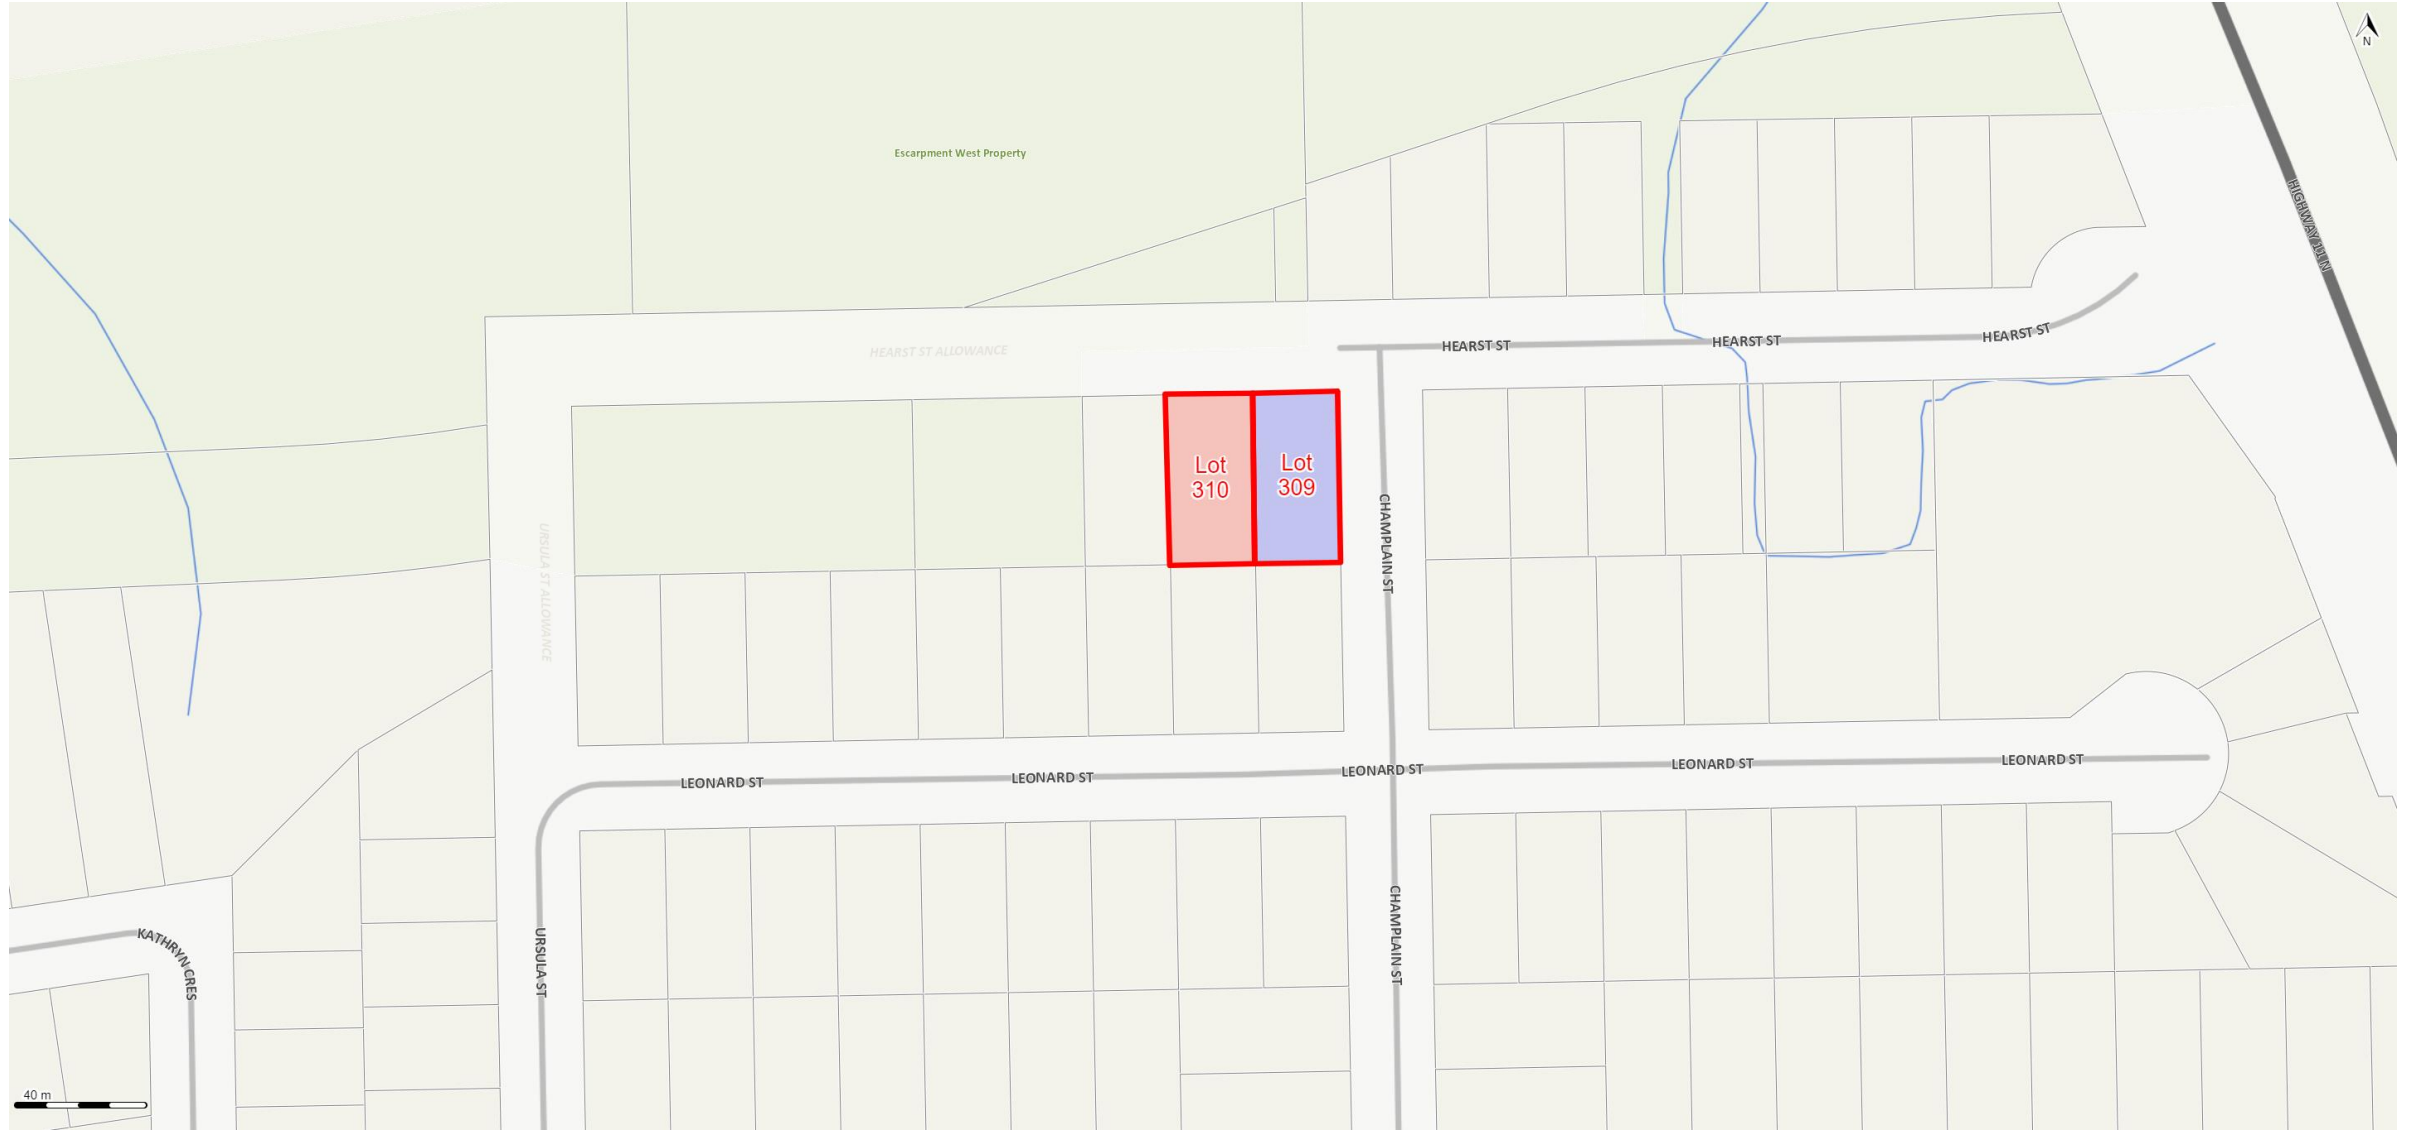 N
Escarpment West Property
HIGHWAY 11 N
HEARST ST
HEARST ST
HEARST ST
HEARST ST ALLOWANCE
Lot
310
Lot
309
CHAMPLAIN ST
URSULA ST ALLOWANCE
LEONARD ST
LEONARD ST
LEONARD ST
LEONARD ST
LEONARD ST
CHAMPLAIN ST
URSULA ST
KATHRYN CRES
40 m